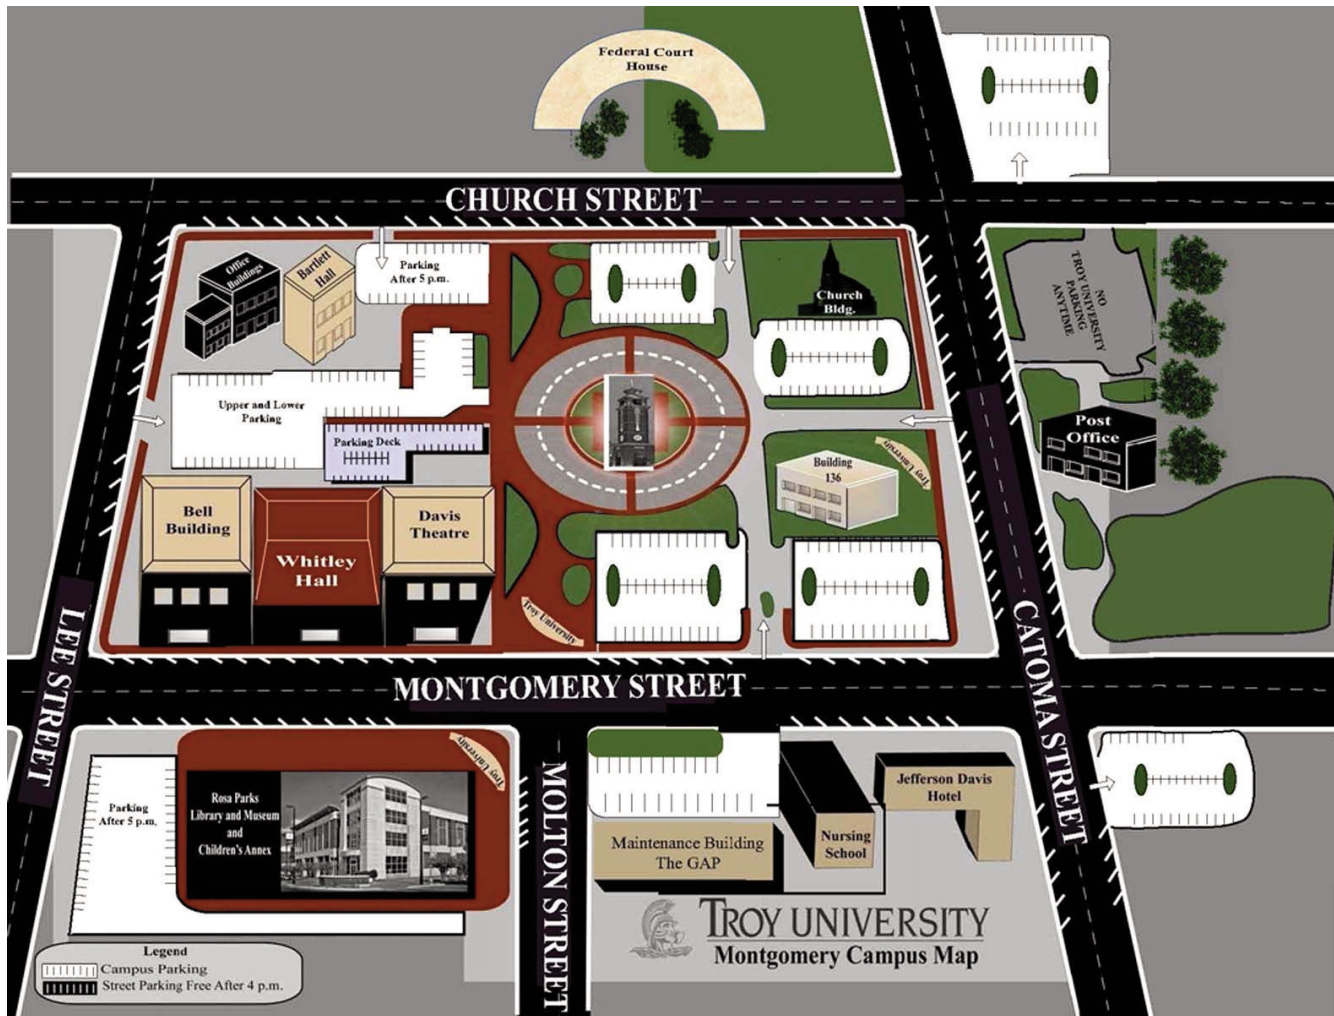 Federal Court
House
CHURCH STREET
Office
Buildings
Bartlett
Hall
Parking
After 5 p.m.
Church
Bldg.
NO
TROY UNIVERSITY
PARKING
ANYTIME
Upper and Lower
Parking
Parking Deck
Post
Office
Building
136
Troy University
Bell
Building
Whitley
Hall
Davis
Theatre
Troy University
LEE STREET
MONTGOMERY STREET
CATOMA STREET
MOLTON STREET
Troy University
Parking
After 5 p.m.
Rosa Parks
Library and Museum
and
Children's Annex
Maintenance Building
The GAP
Nursing
School
Jefferson Davis
Hotel
TROY UNIVERSITY
Montgomery Campus Map
Legend
Campus Parking
Street Parking Free After 4 p.m.